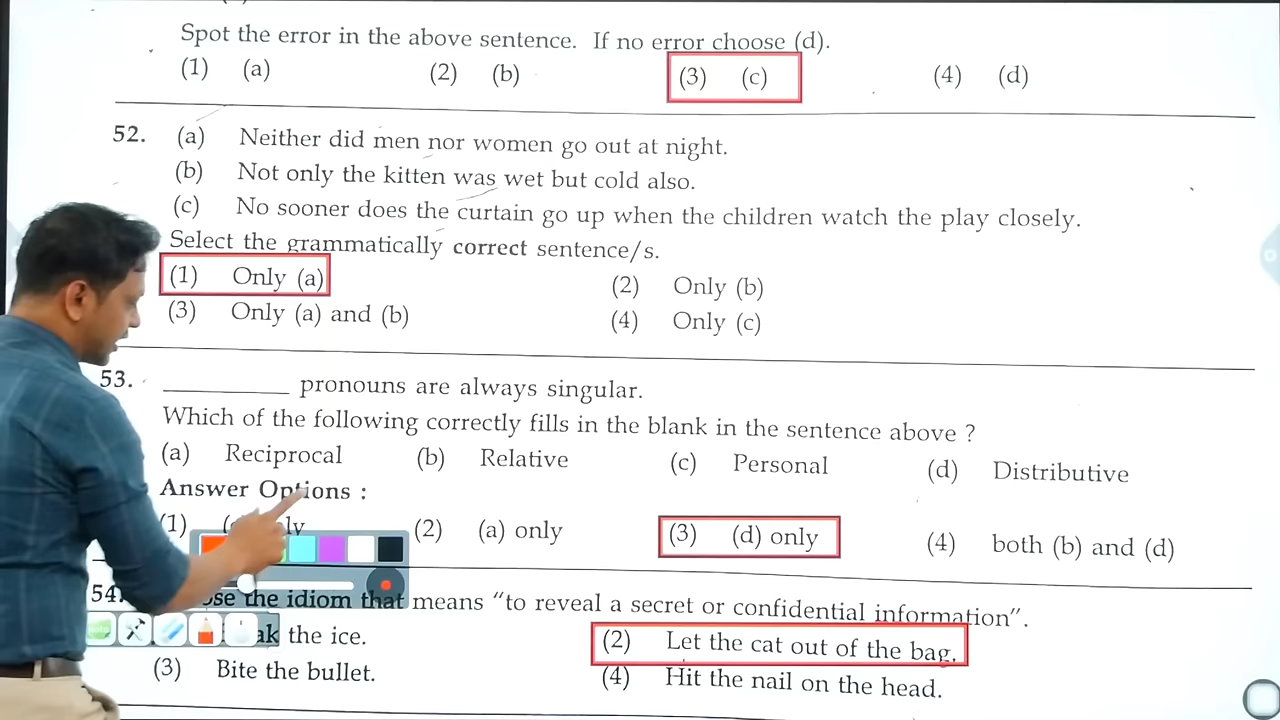 Spot the error in the above sentence. If no error choose (d).
(1) (a) (2) (b) (3) (c) (4) (d)
52. (a) Neither did men nor women go out at night.
(b) Not only the kitten was wet but cold also.
(c) No sooner does the curtain go up when the children watch the play closely.
Select the grammatically correct sentence/s.
(1) Only (a) (2) Only (b)
(3) Only (a) and (b) (4) Only (c)
53. __________ pronouns are always singular.
Which of the following correctly fills in the blank in the sentence above ?
(a) Reciprocal (b) Relative (c) Personal (d) Distributive
Answer Options :
(1) (2) (a) only (3) (d) only (4) both (b) and (d)
54. the idiom that means "to reveal a secret or confidential information".
the ice. (2) Let the cat out of the bag.
(3) Bite the bullet. (4) Hit the nail on the head.